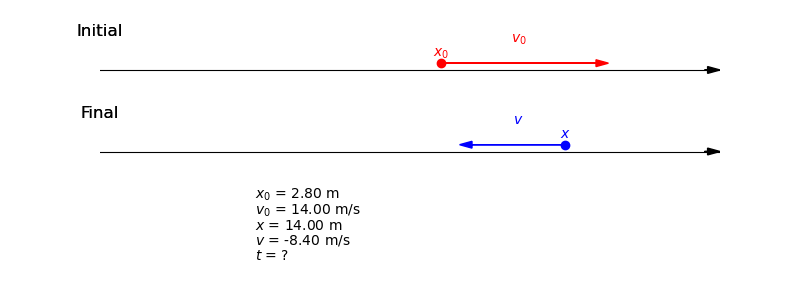 Initial
v₀
x₀
Final
v
x
x₀ = 2.80 m
v₀ = 14.00 m/s
x = 14.00 m
v = -8.40 m/s
t = ?